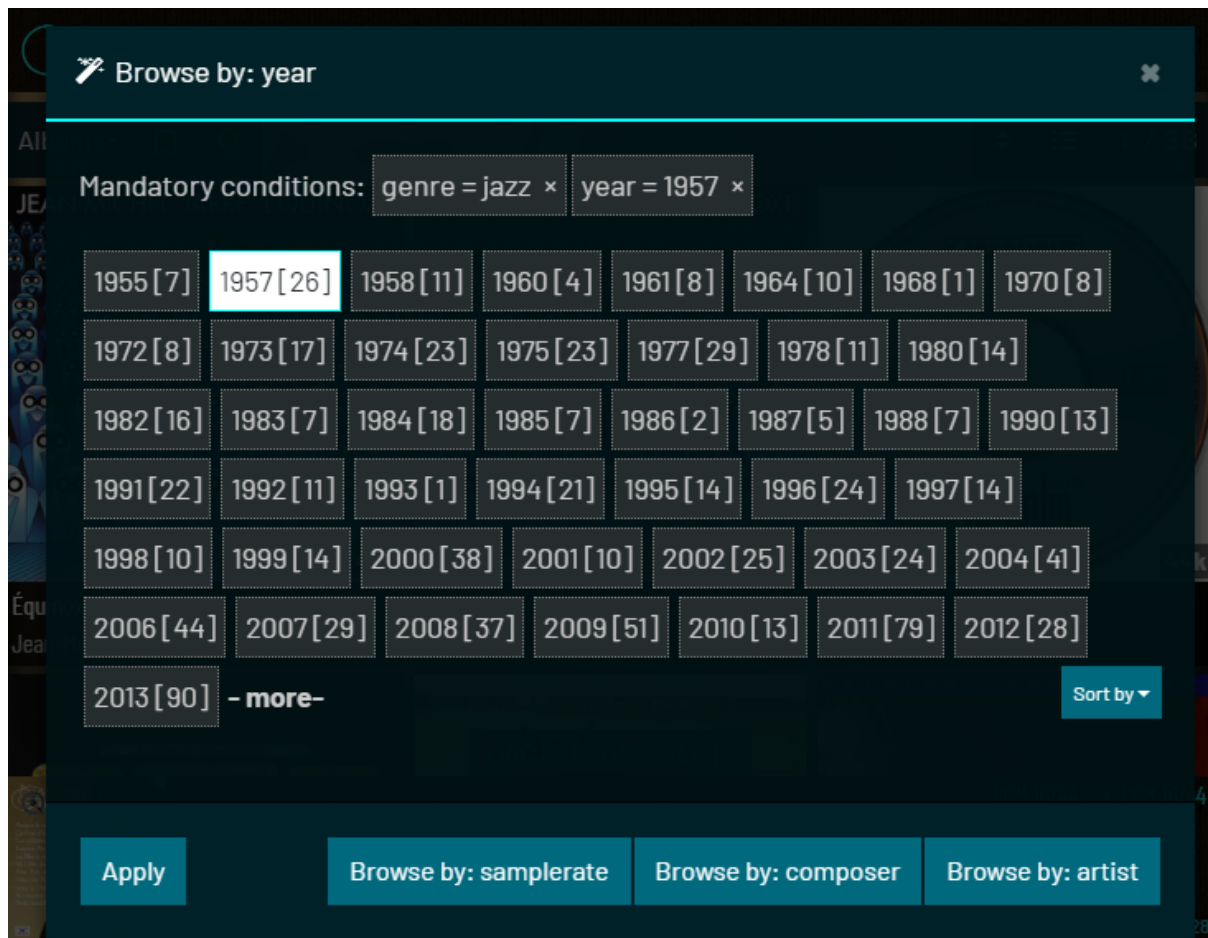 Browse by: year ✖
Alb
JEA
Mandatory conditions: genre = jazz × year = 1957 ×
1955 [7] 1957 [26] 1958 [11] 1960 [4] 1961 [8] 1964 [10] 1968 [1] 1970 [8]
1972 [8] 1973 [17] 1974 [23] 1975 [23] 1977 [29] 1978 [11] 1980 [14]
1982 [16] 1983 [7] 1984 [18] 1985 [7] 1986 [2] 1987 [5] 1988 [7] 1990 [13]
1991 [22] 1992 [11] 1993 [1] 1994 [21] 1995 [14] 1996 [24] 1997 [14]
1998 [10] 1999 [14] 2000 [38] 2001 [10] 2002 [25] 2003 [24] 2004 [41]
Équ
2006 [44] 2007 [29] 2008 [37] 2009 [51] 2010 [13] 2011 [79] 2012 [28]
Jea
2013 [90] - more- Sort by
Apply Browse by: samplerate Browse by: composer Browse by: artist